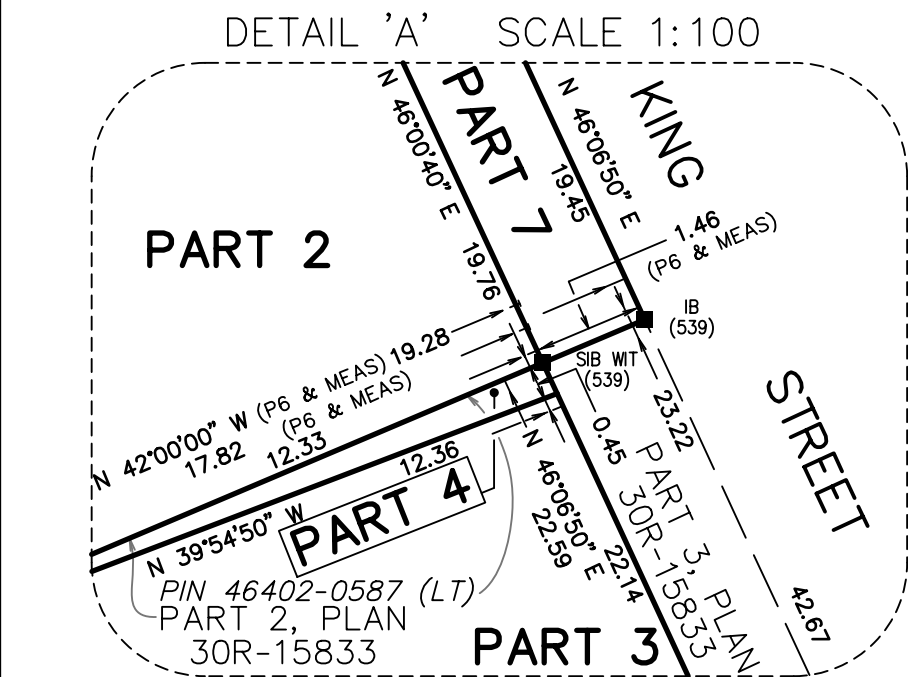 DETAIL 'A' SCALE 1:100
N 46°00'40" E
19.76
PART 7
N 46°06'50" E
19.45
KING
STREET
1.46
(P6 & MEAS)
PART 2
IB
(539)
SIB WIT
(539)
N 42°00'00" W (P6 & MEAS) 19.28
17.82 (P6 & MEAS)
12.33
12.36
N 39°54'50" W
PART 4
0.45
23.22
N 46°06'50" E
22.59
22.14
PART 3, PLAN
30R-15833
42.67
PIN 46402-0587 (LT)
PART 2, PLAN
30R-15833
PART 3